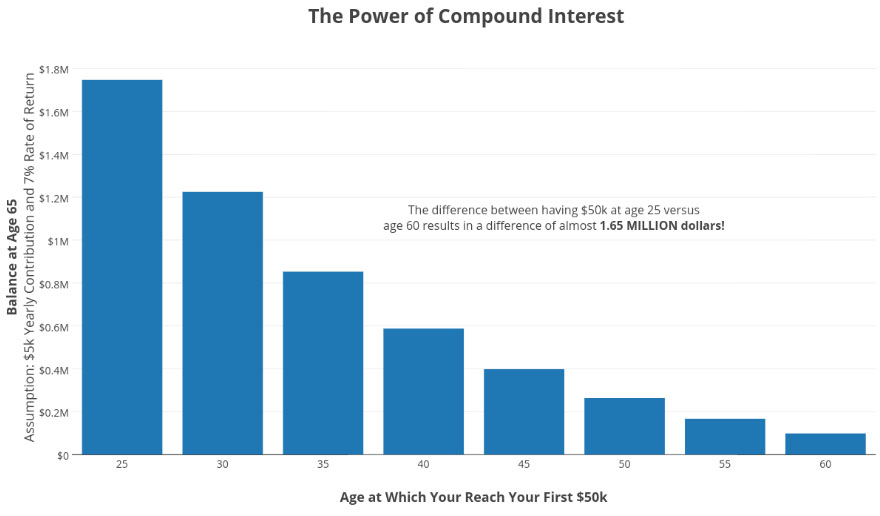 The Power of Compound Interest
Balance at Age 65
Assumption: $5k Yearly Contribution and 7% Rate of Return
$1.8M
$1.6M
$1.4M
$1.2M
$1M
$0.8M
$0.6M
$0.4M
$0.2M
$0
The difference between having $50k at age 25 versus
age 60 results in a difference of almost 1.65 MILLION dollars!
25 30 35 40 45 50 55 60
Age at Which Your Reach Your First $50k